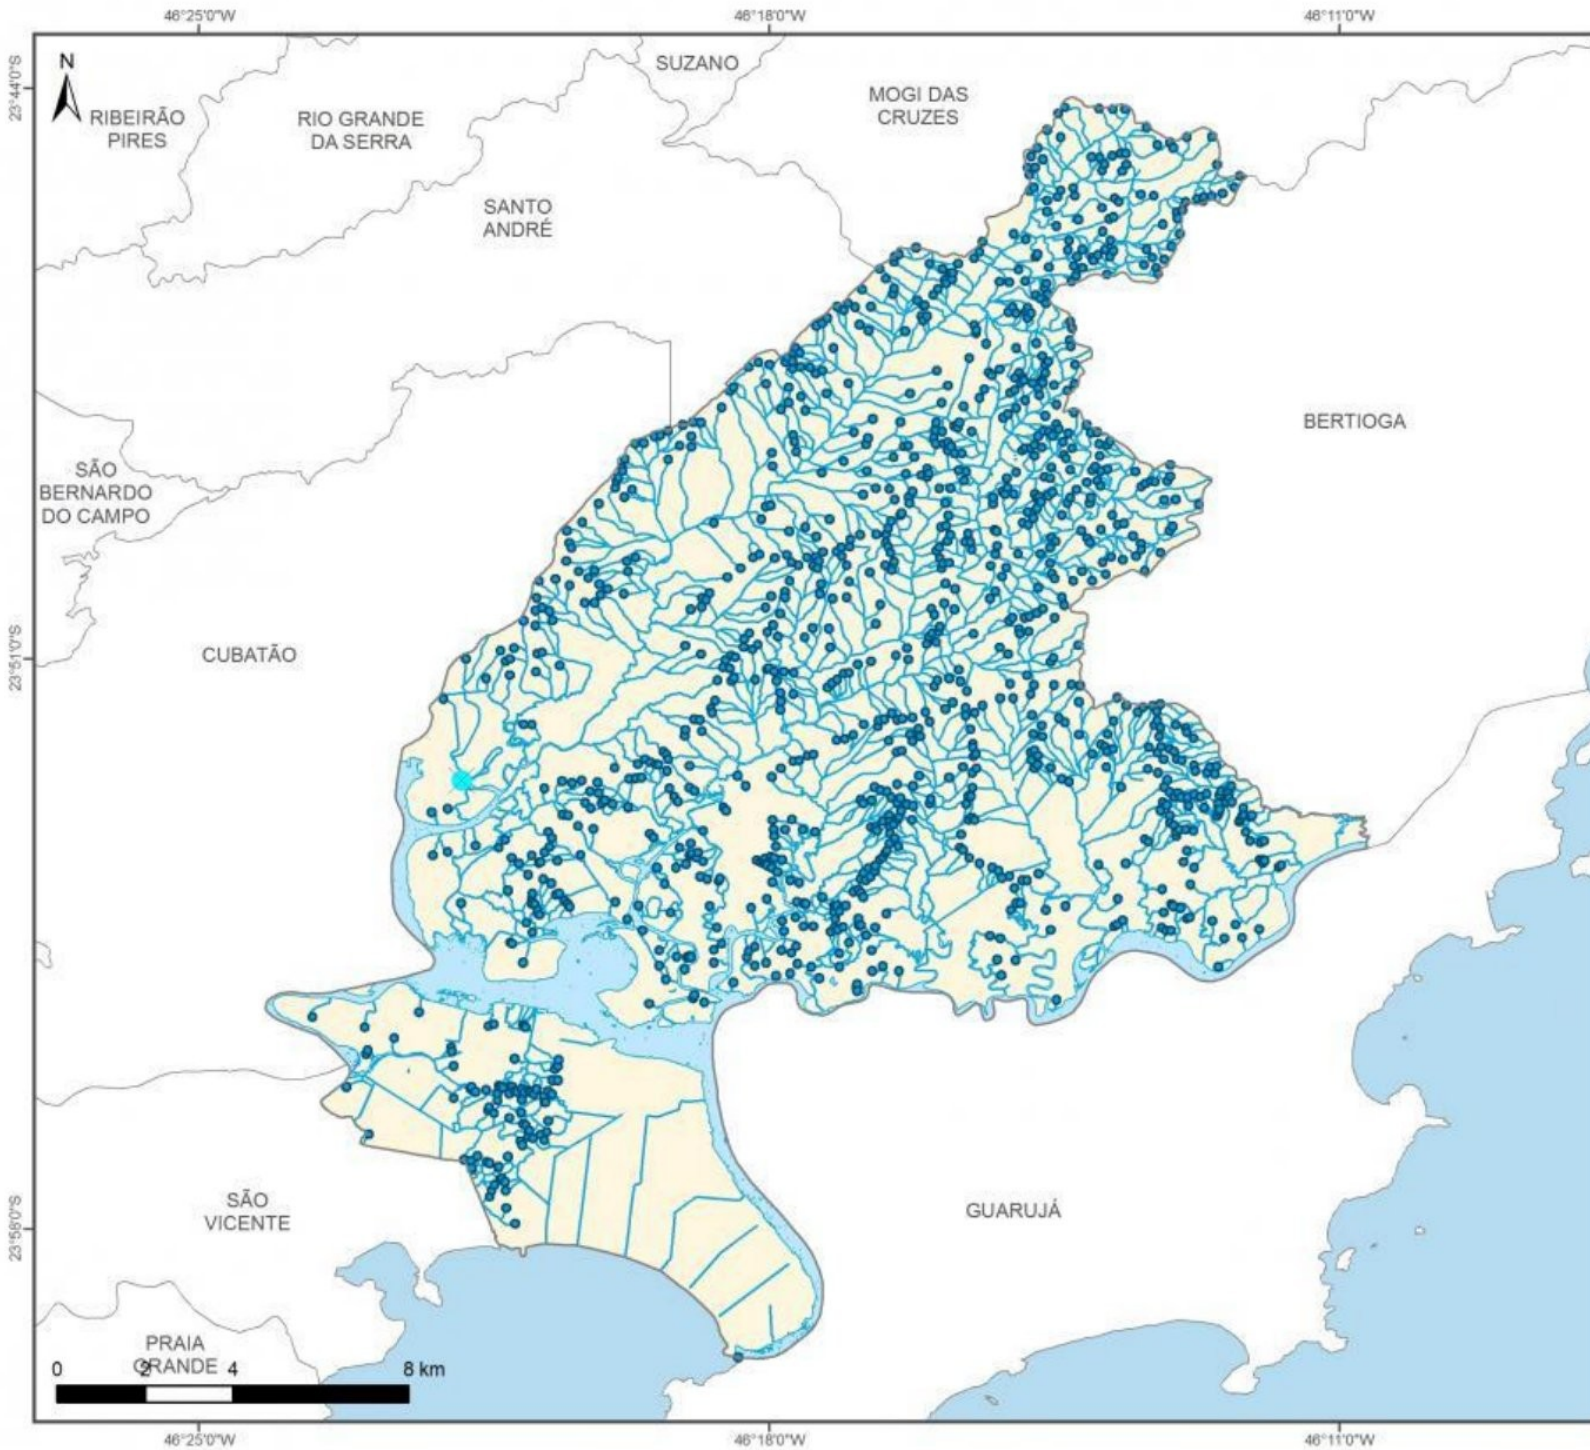 46°25'0"W
46°18'0"W
46°11'0"W
23°44'0"S
N
SUZANO
MOGI DAS
CRUZES
RIBEIRÃO
PIRES
RIO GRANDE
DA SERRA
SANTO
ANDRÉ
BERTIOGA
SÃO
BERNARDO
DO CAMPO
23°51'0"S
CUBATÃO
SÃO
VICENTE
GUARUJÁ
23°58'0"S
PRAIA
GRANDE
0 2 4 8 km
46°25'0"W
46°18'0"W
46°11'0"W